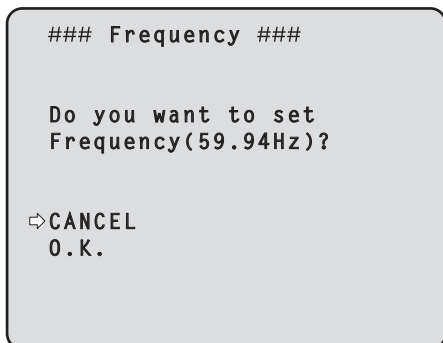 ### Frequency ###
Do you want to set
Frequency(59.94Hz)?
⇨CANCEL
O.K.